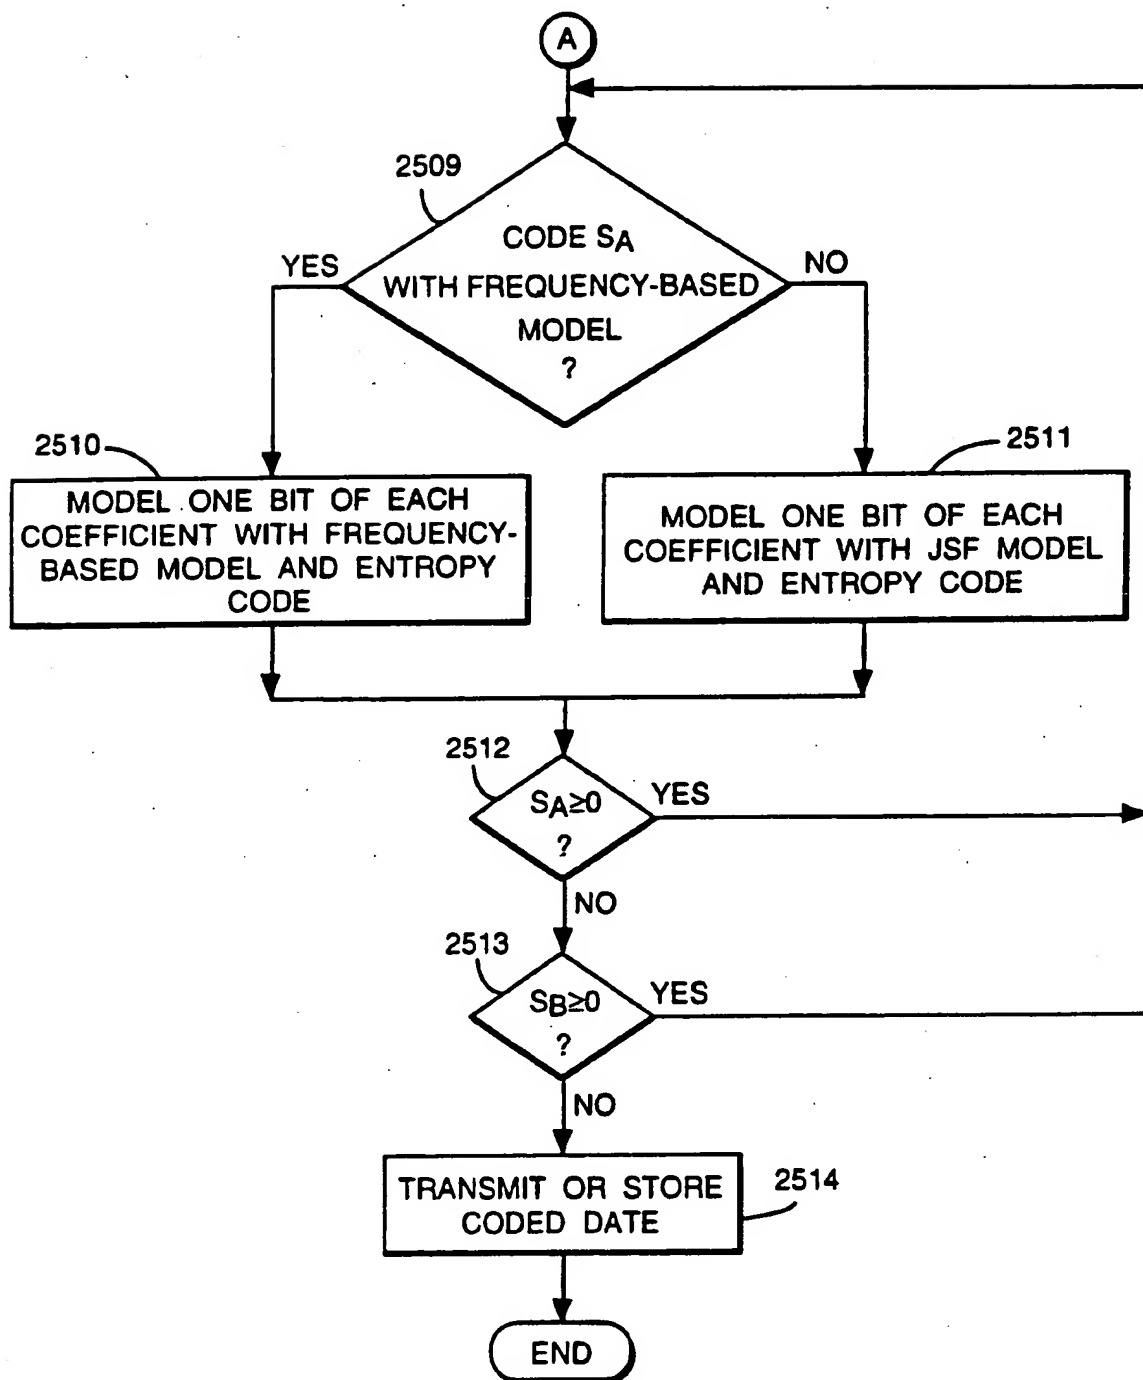 A
2509
CODE SA
WITH FREQUENCY-BASED
MODEL
?
YES
NO
2510
MODEL ONE BIT OF EACH
COEFFICIENT WITH FREQUENCY-
BASED MODEL AND ENTROPY
CODE
2511
MODEL ONE BIT OF EACH
COEFFICIENT WITH JSF MODEL
AND ENTROPY CODE
2512
SA≥0
?
YES
NO
2513
SB≥0
?
YES
NO
TRANSMIT OR STORE
CODED DATE
2514
END